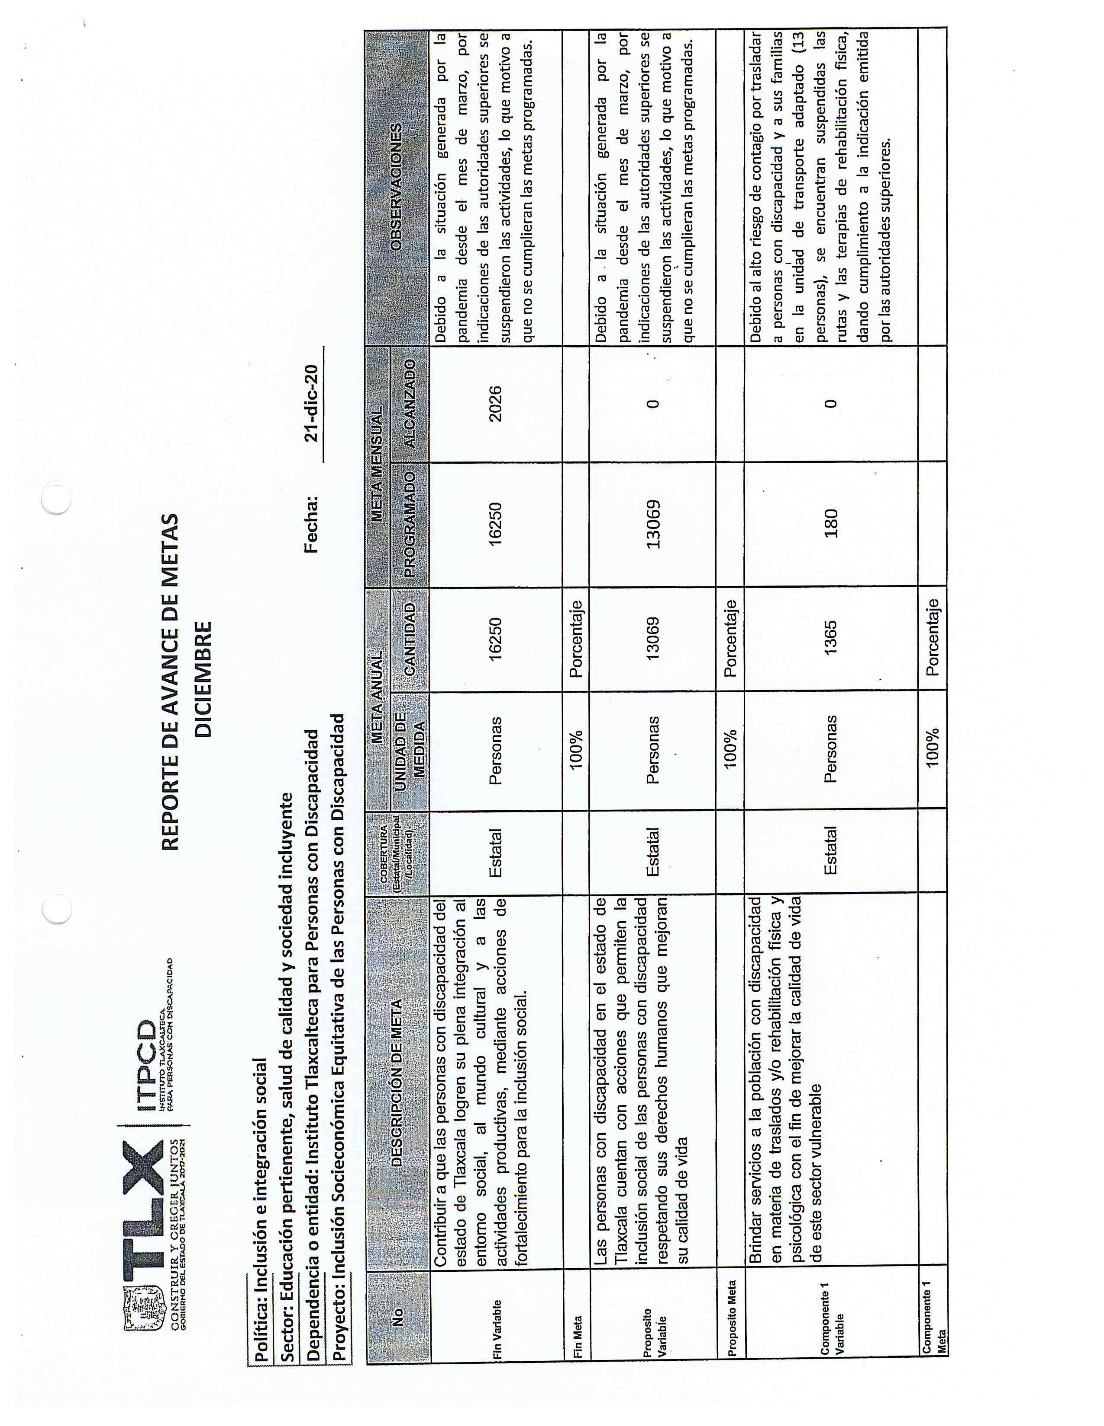 TLX
CONSTRUIR Y CRECER JUNTOS
GOBIERNO DEL ESTADO DE TLAXCALA 2017-2021
ITPCD
INSTITUTO TLAXCALTECA
PARA PERSONAS CON DISCAPACIDAD
REPORTE DE AVANCE DE METAS
DICIEMBRE
Política: Inclusión e integración social
Sector: Educación pertienente, salud de calidad y sociedad incluyente
Dependencia o entidad: Instituto Tlaxcalteca para Personas con Discapacidad
Proyecto: Inclusión Socieconómica Equitativa de las Personas con Discapacidad
Fecha: 21-dic-20
No
DESCRIPCIÓN DE META
COBERTURA
(Estatal/Municipal
/Localidad)
META ANUAL
UNIDAD DE
MEDIDA
CANTIDAD
META MENSUAL
PROGRAMADO
ALCANZADO
OBSERVACIONES
Fin Variable
Contribuir a que las personas con discapacidad del
estado de Tlaxcala logren su plena integración al
entorno social, al mundo cultural y a las
actividades productivas, mediante acciones de
fortalecimiento para la inclusión social.
Estatal
Personas
16250
16250
2026
Debido a la situación generada por la
pandemia desde el mes de marzo, por
indicaciones de las autoridades superiores se
suspendieron las actividades, lo que motivo a
que no se cumplieran las metas programadas.
Fin Meta
100%
Porcentaje
Proposito
Variable
Las personas con discapacidad en el estado de
Tlaxcala cuentan con acciones que permiten la
inclusión social de las personas con discapacidad
respetando sus derechos humanos que mejoran
su calidad de vida
Estatal
Personas
13069
13069
0
Debido a la situación generada por la
pandemia desde el mes de marzo, por
indicaciones de las autoridades superiores se
suspendieron las actividades, lo que motivo a
que no se cumplieran las metas programadas.
Proposito Meta
100%
Porcentaje
Componente 1
Variable
Brindar servicios a la población con discapacidad
en materia de traslados y/o rehabilitación física y
psicológica con el fin de mejorar la calidad de vida
de este sector vulnerable
Estatal
Personas
1365
180
0
Debido al alto riesgo de contagio por trasladar
a personas con discapacidad y a sus familias
en la unidad de transporte adaptado (13
personas), se encuentran suspendidas las
rutas y las terapias de rehabilitación física,
dando cumplimiento a la indicación emitida
por las autoridades superiores.
Componente 1
Meta
100%
Porcentaje